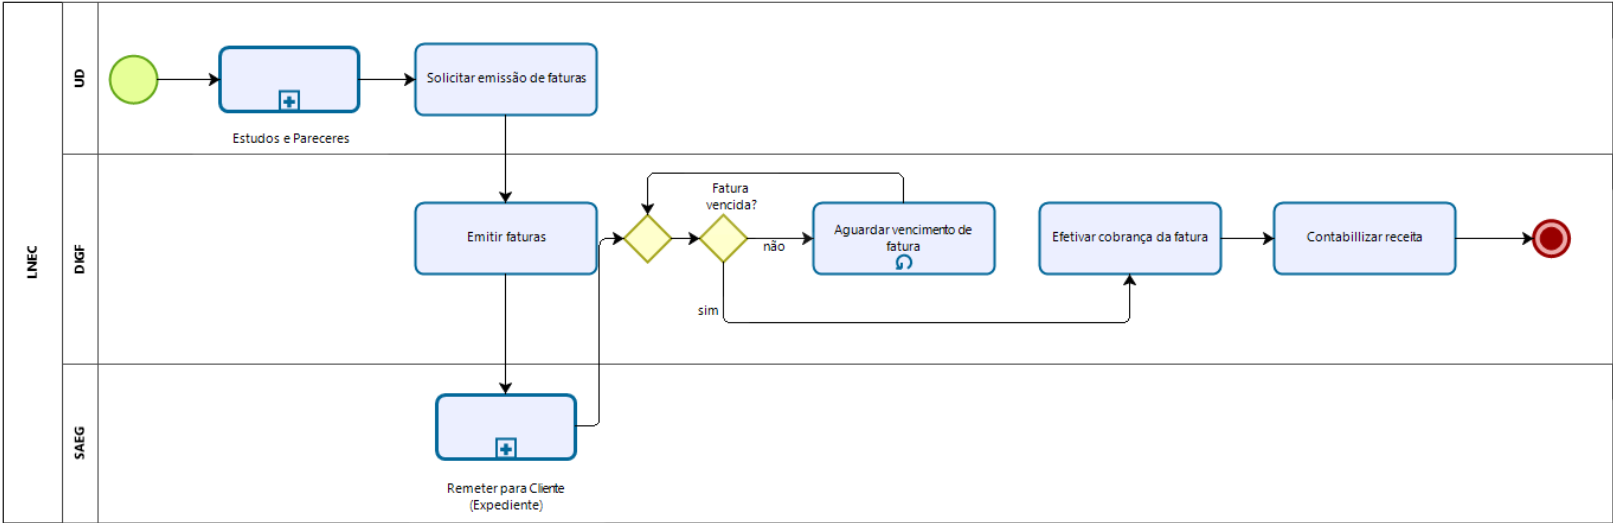 LNEC
UD
Estudos e Pareceres
Solicitar emissão de faturas
DIGF
Emitir faturas
Fatura
vencida?
não
sim
Aguardar vencimento de
fatura
Efetivar cobrança da fatura
Contabillizar receita
SAEG
Remeter para Cliente
(Expediente)